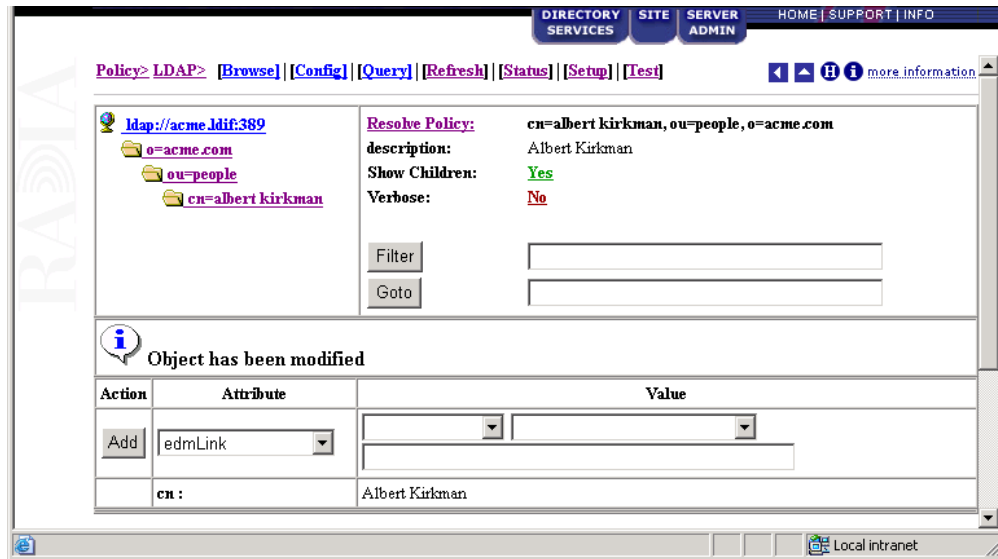 DIRECTORY SERVICES SITE SERVER ADMIN HOME | SUPPORT | INFO
Policy> LDAP> [Browse] | [Config] | [Query] | [Refresh] | [Status] | [Setup] | [Test] H i more information
RADIA
ldap://acme.ldif:389
o=acme.com
ou=people
cn=albert kirkman
Resolve Policy: cn=albert kirkman, ou=people, o=acme.com
description: Albert Kirkman
Show Children: Yes
Verbose: No
Filter
Goto
Object has been modified
Action Attribute Value
Add edmLink
cn : Albert Kirkman
Local intranet